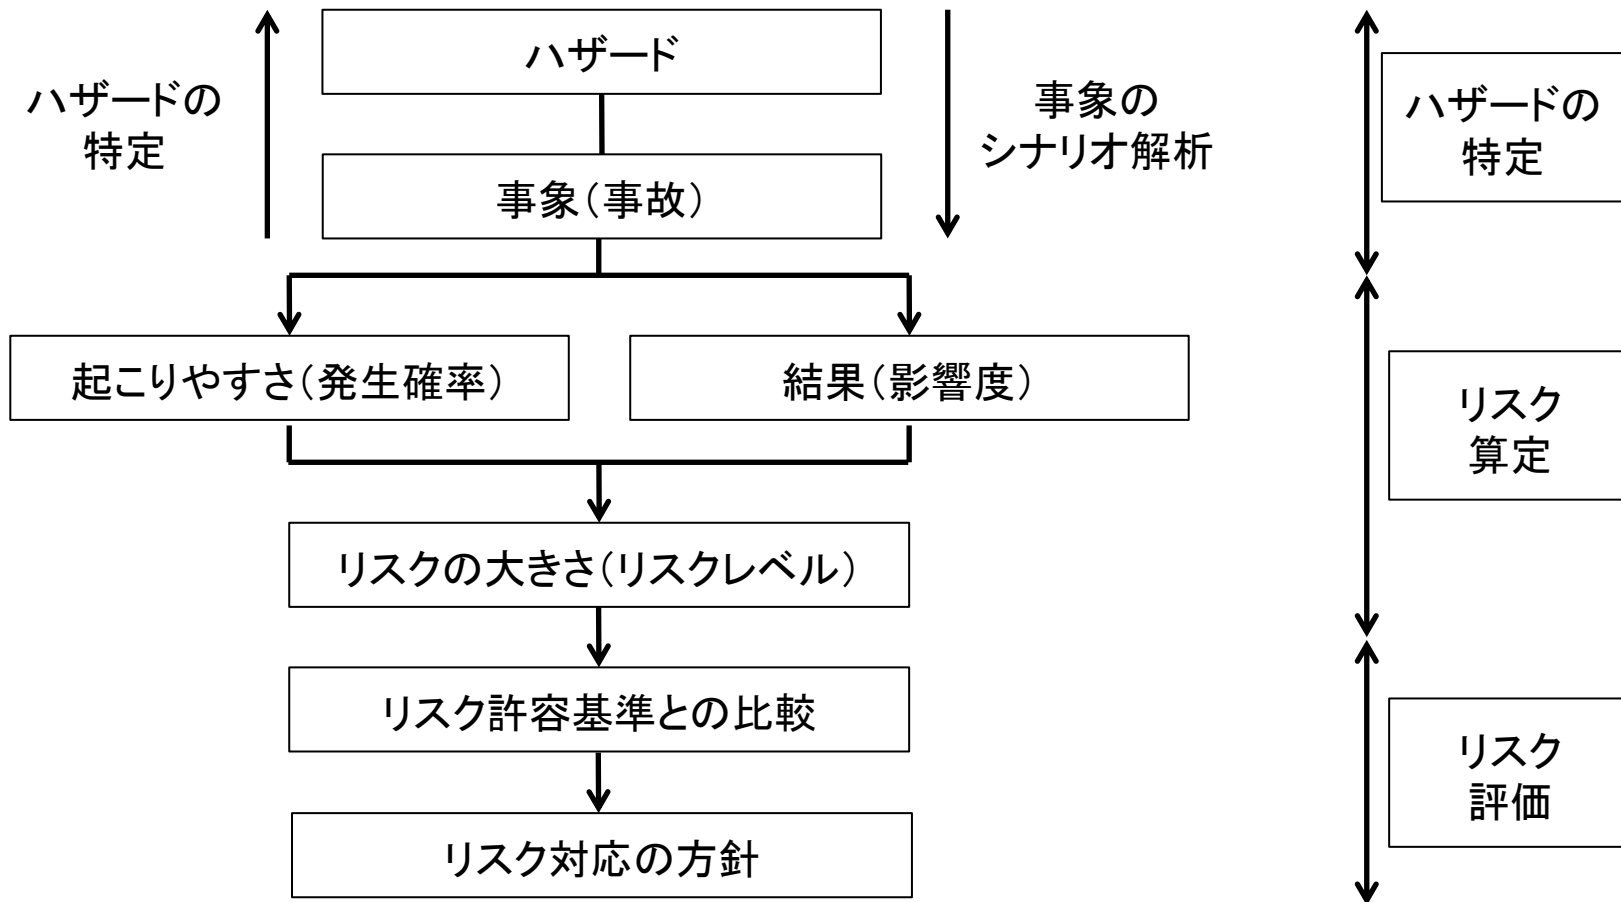 ハザード
ハザードの
特定
事象の
シナリオ解析
ハザードの
特定
事象(事故)
起こりやすさ(発生確率)
結果(影響度)
リスク
算定
リスクの大きさ(リスクレベル)
リスク許容基準との比較
リスク
評価
リスク対応の方針